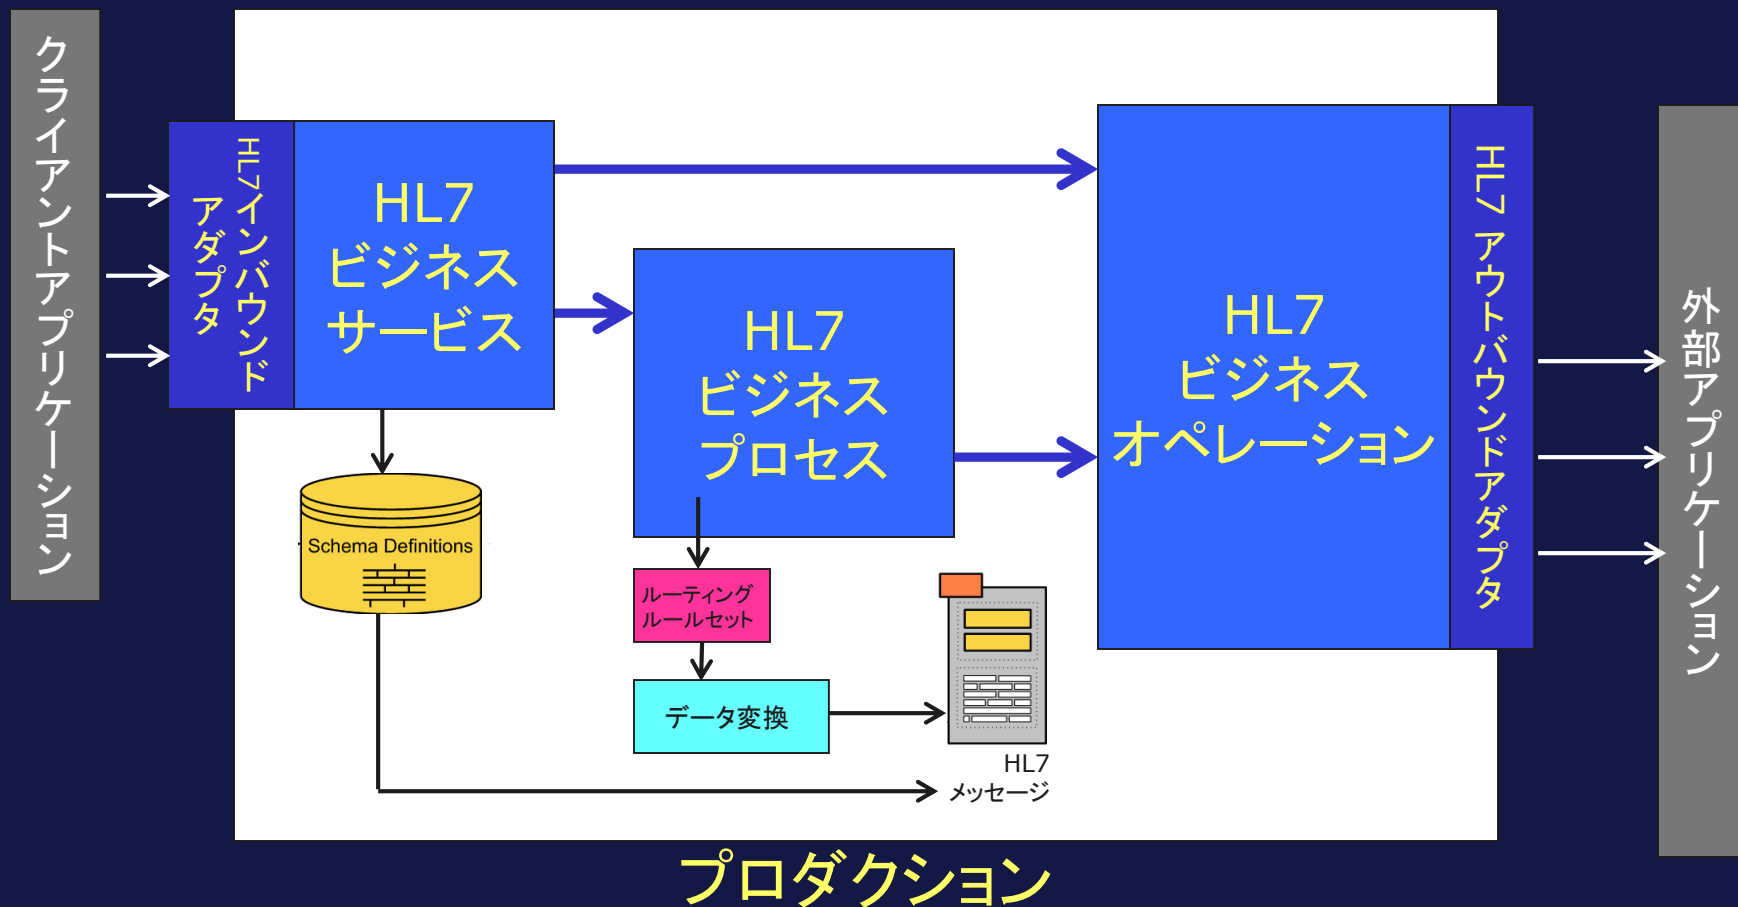 クライアントアプリケーション
HL7インバウンド
アダプタ
HL7
ビジネス
サービス
HL7
ビジネス
プロセス
HL7
ビジネス
オペレーション
HL7 アウトバウンドアダプタ
外部アプリケーション
Schema Definitions
ルーティング
ルールセット
データ変換
HL7
メッセージ
プロダクション